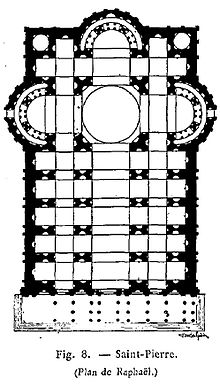 Fig. 8. — Saint-Pierre.
(Plan de Raphaël.)